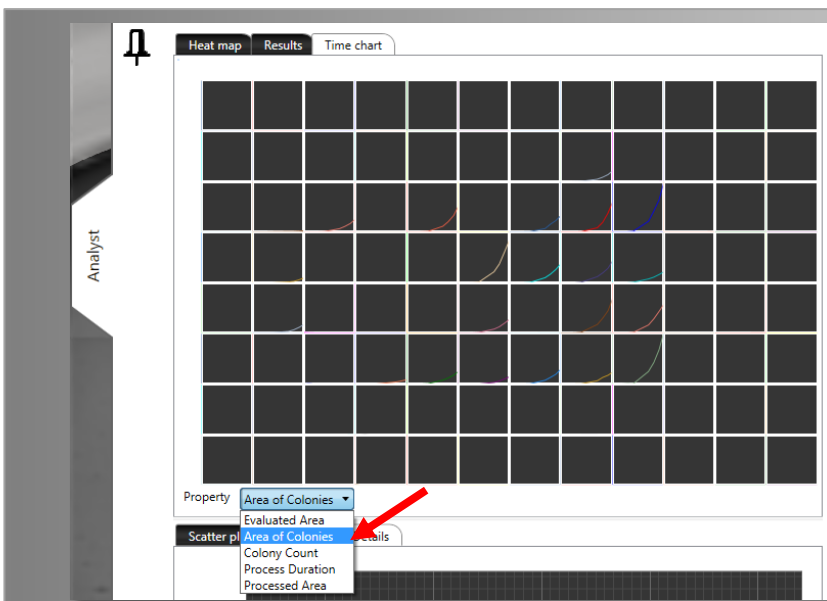 Heat map Results Time chart
Analyst
Property Area of Colonies
Evaluated Area
Scatter pl Area of Colonies etails
Colony Count
Process Duration
Processed Area